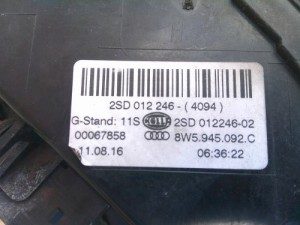 2SD 012 246 - ( 4094 )
G-Stand: 11S HELLA 2SD 012246-02
00067858 8W5.945.092.C
11.08.16 06:36:22